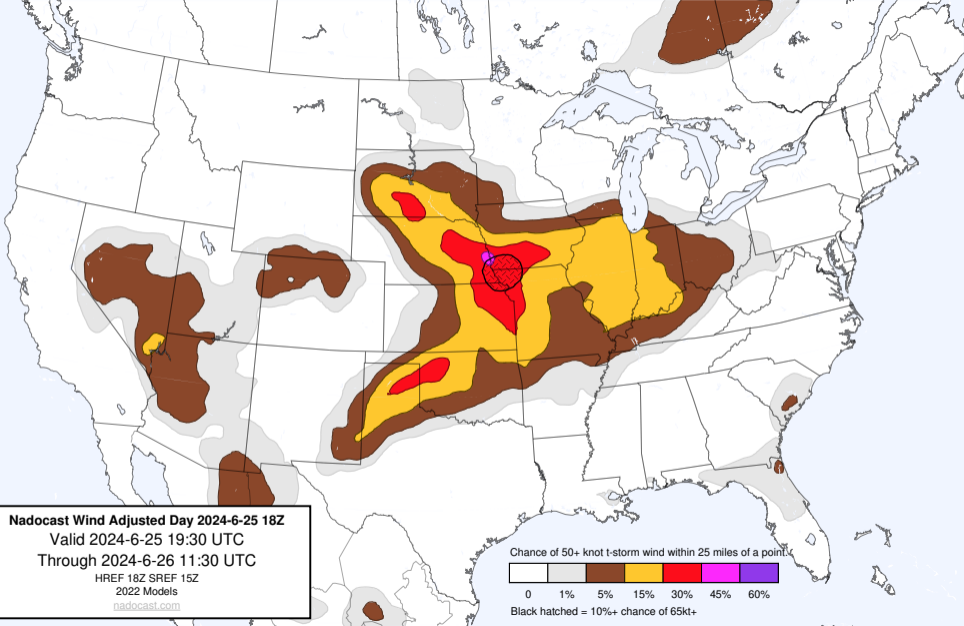 Nadocast Wind Adjusted Day 2024-6-25 18Z
Valid 2024-6-25 19:30 UTC
Through 2024-6-26 11:30 UTC
HREF 18Z SREF 15Z
2022 Models
nadocast.com
Chance of 50+ knot t-storm wind within 25 miles of a point.
0 1% 5% 15% 30% 45% 60%
Black hatched = 10%+ chance of 65kt+